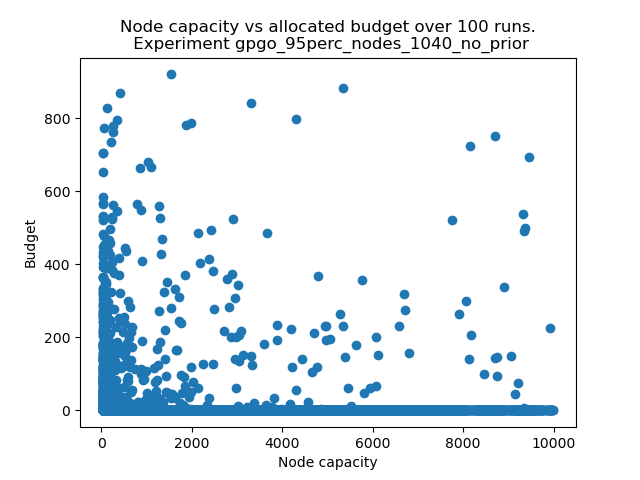 Node capacity vs allocated budget over 100 runs.
Experiment gpgo_95perc_nodes_1040_no_prior
800
600
400
200
0
Budget
0 2000 4000 6000 8000 10000
Node capacity